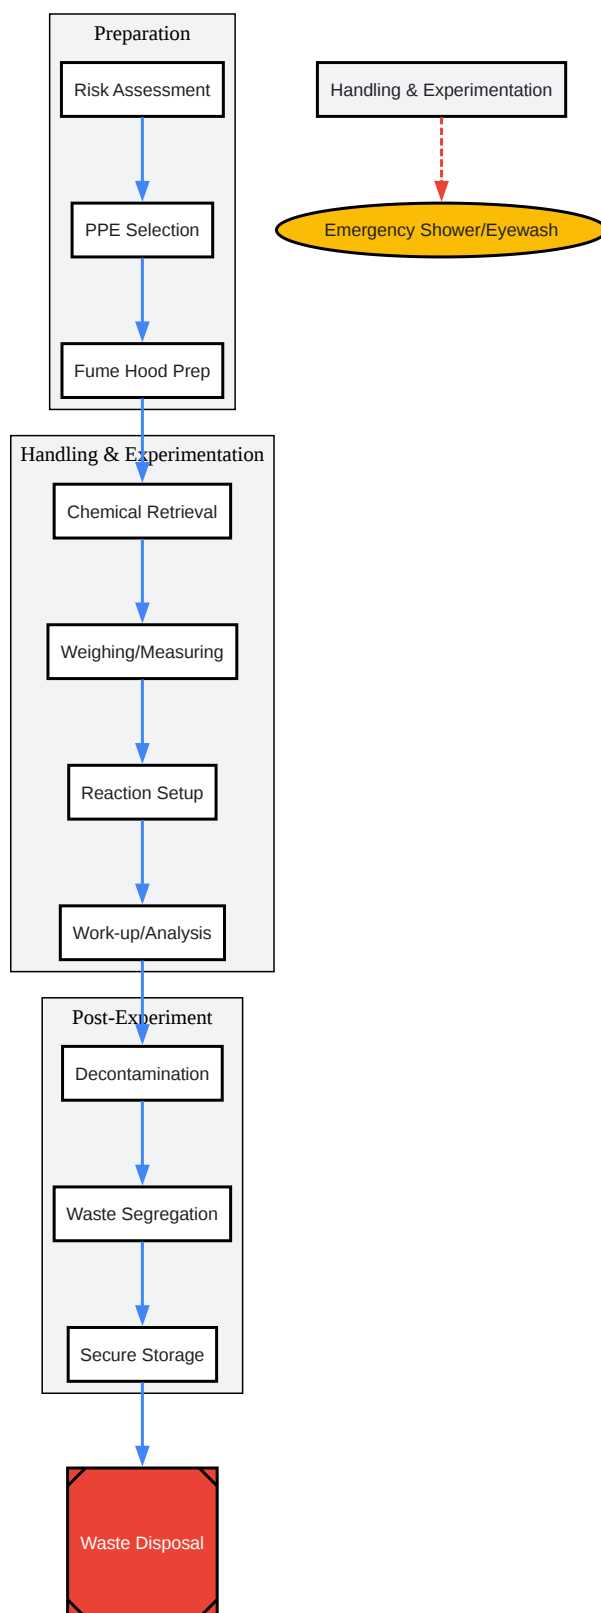 Preparation
Risk Assessment
PPE Selection
Fume Hood Prep
Handling & Experimentation
Emergency Shower/Eyewash
Handling & Experimentation
Chemical Retrieval
Weighing/Measuring
Reaction Setup
Work-up/Analysis
Post-Experiment
Decontamination
Waste Segregation
Secure Storage
Waste Disposal